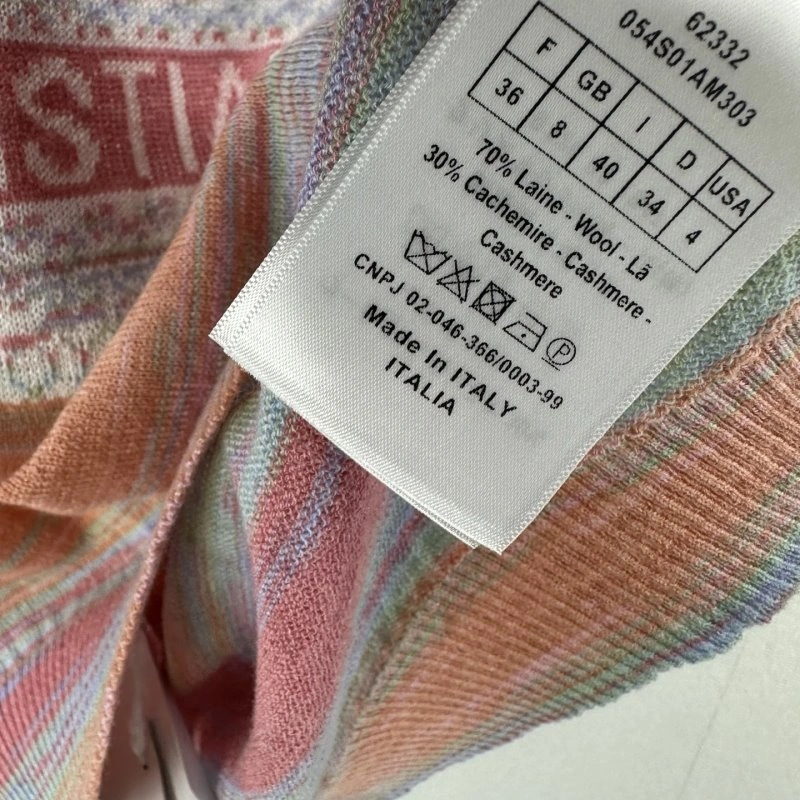 STIA
62332
054S01AM303
F GB I D USA
36 8 40 34 4
70% Laine - Wool - Lã
30% Cachemire - Cashmere -
Cashmere
P
CNPJ 02-046-366/0003-99
Made In ITALY
ITALIA